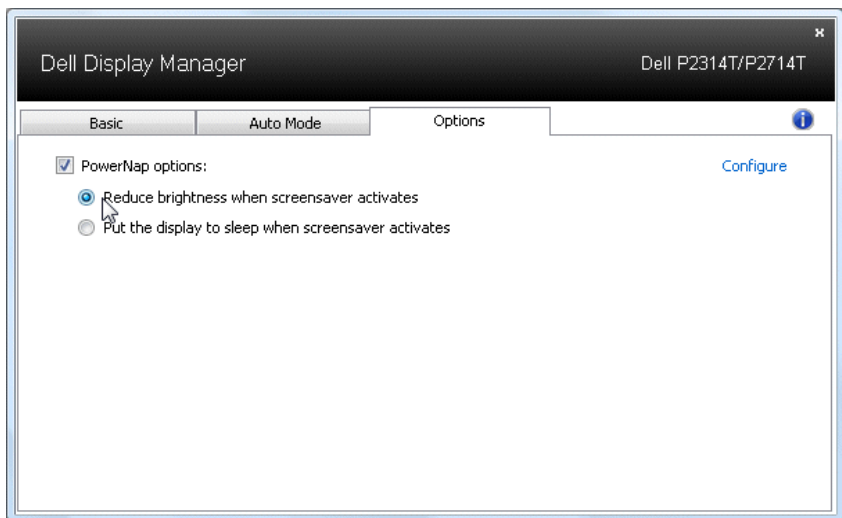 x
Dell Display Manager
Dell P2314T/P2714T
Basic
Auto Mode
Options
i
PowerNap options:
Configure
Reduce brightness when screensaver activates
Put the display to sleep when screensaver activates